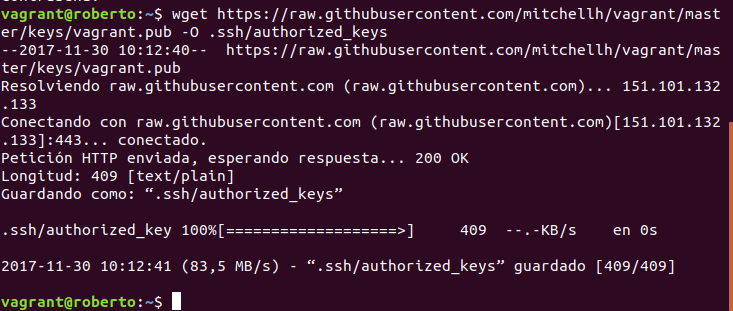 vagrant@roberto:~$ wget https://raw.githubusercontent.com/mitchellh/vagrant/mast
er/keys/vagrant.pub -O .ssh/authorized_keys
--2017-11-30 10:12:40--  https://raw.githubusercontent.com/mitchellh/vagrant/mas
ter/keys/vagrant.pub
Resolviendo raw.githubusercontent.com (raw.githubusercontent.com)... 151.101.132
.133
Conectando con raw.githubusercontent.com (raw.githubusercontent.com)[151.101.132
.133]:443... conectado.
Petición HTTP enviada, esperando respuesta... 200 OK
Longitud: 409 [text/plain]
Guardando como: “.ssh/authorized_keys”
.ssh/authorized_key 100%[===================>]     409  --.-KB/s    en 0s
2017-11-30 10:12:41 (83,5 MB/s) - “.ssh/authorized_keys” guardado [409/409]
vagrant@roberto:~$